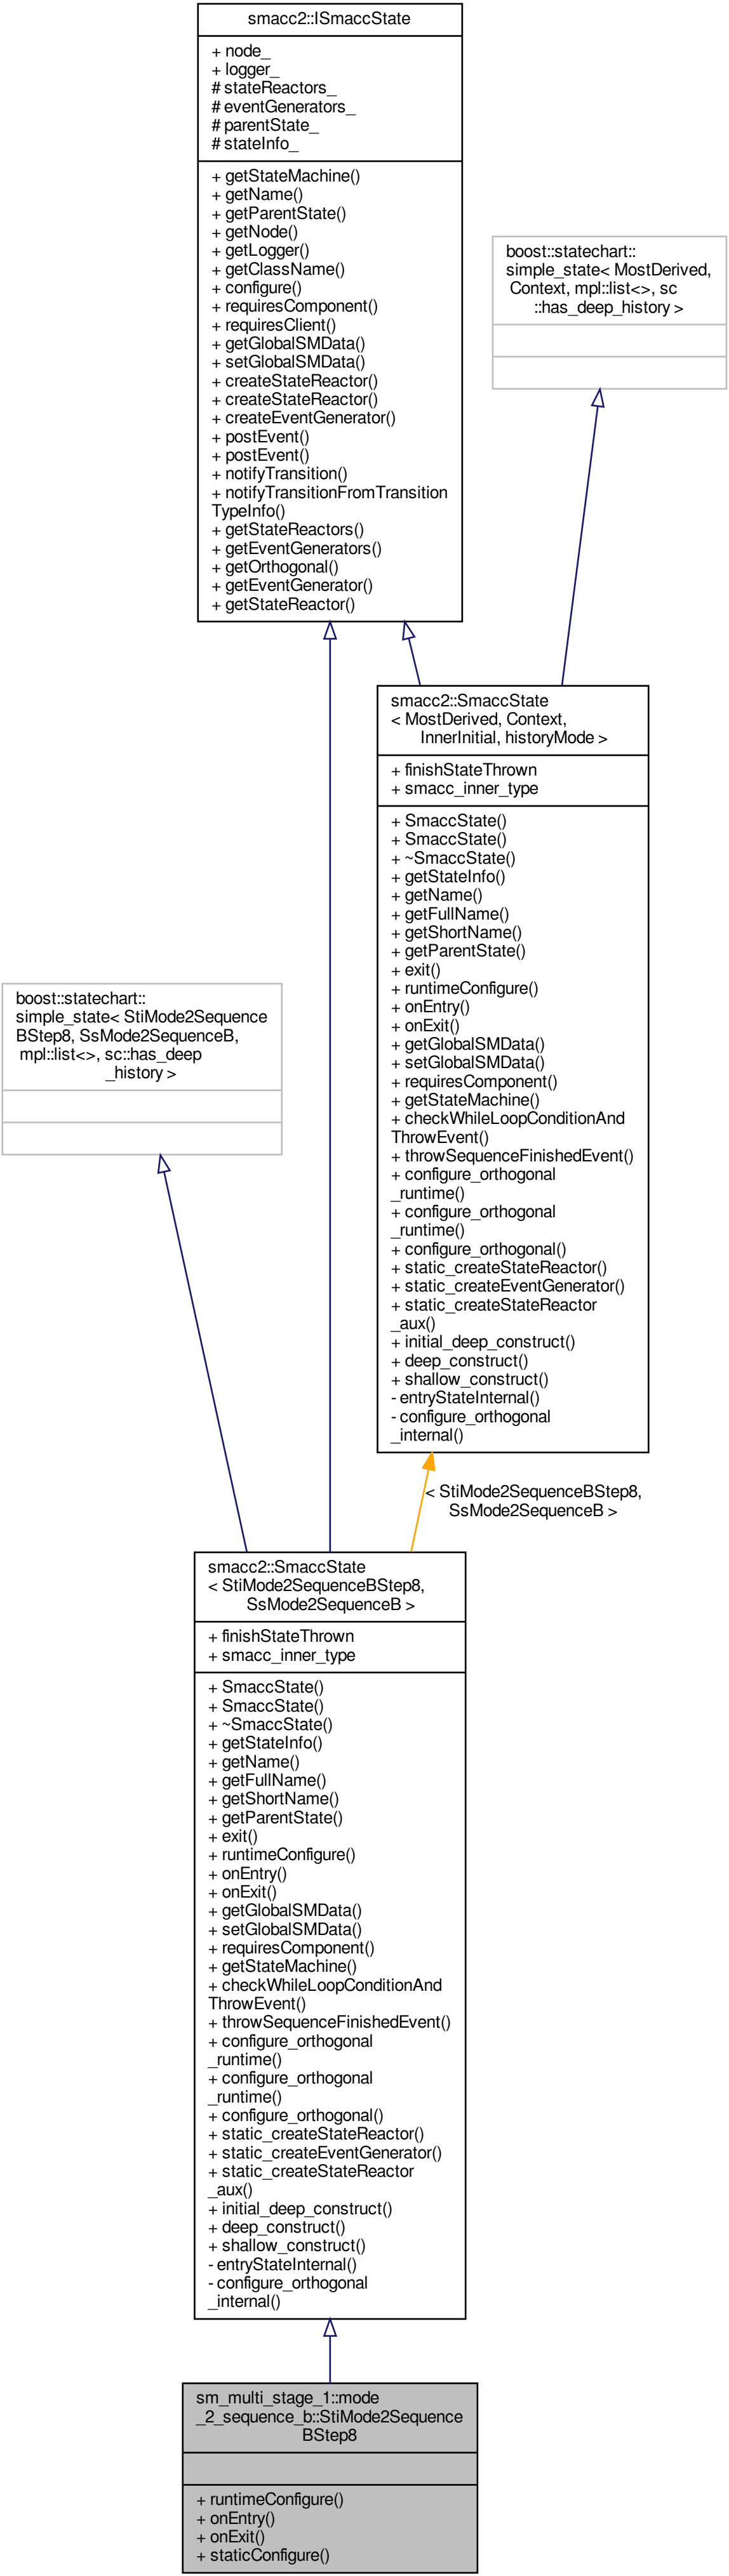 smacc2::ISmaccState
+ node_
+ logger_
# stateReactors_
# eventGenerators_
# parentState_
# stateInfo_
+ getStateMachine()
+ getName()
+ getParentState()
+ getNode()
+ getLogger()
+ getClassName()
+ configure()
+ requiresComponent()
+ requiresClient()
+ getGlobalSMData()
+ setGlobalSMData()
+ createStateReactor()
+ createStateReactor()
+ createEventGenerator()
+ postEvent()
+ postEvent()
+ notifyTransition()
+ notifyTransitionFromTransition
TypeInfo()
+ getStateReactors()
+ getEventGenerators()
+ getOrthogonal()
+ getEventGenerator()
+ getStateReactor()
boost::statechart::
simple_state< MostDerived,
Context, mpl::list<>, sc
::has_deep_history >
smacc2::SmaccState
< MostDerived, Context,
InnerInitial, historyMode >
+ finishStateThrown
+ smacc_inner_type
+ SmaccState()
+ SmaccState()
+ ~SmaccState()
+ getStateInfo()
+ getName()
+ getFullName()
+ getShortName()
+ getParentState()
+ exit()
+ runtimeConfigure()
+ onEntry()
+ onExit()
+ getGlobalSMData()
+ setGlobalSMData()
+ requiresComponent()
+ getStateMachine()
+ checkWhileLoopConditionAnd
ThrowEvent()
+ throwSequenceFinishedEvent()
+ configure_orthogonal
_runtime()
+ configure_orthogonal
_runtime()
+ configure_orthogonal()
+ static_createStateReactor()
+ static_createEventGenerator()
+ static_createStateReactor
_aux()
+ initial_deep_construct()
+ deep_construct()
+ shallow_construct()
- entryStateInternal()
- configure_orthogonal
_internal()
boost::statechart::
simple_state< StiMode2Sequence
BStep8, SsMode2SequenceB,
mpl::list<>, sc::has_deep
_history >
< StiMode2SequenceBStep8,
SsMode2SequenceB >
smacc2::SmaccState
< StiMode2SequenceBStep8,
SsMode2SequenceB >
+ finishStateThrown
+ smacc_inner_type
+ SmaccState()
+ SmaccState()
+ ~SmaccState()
+ getStateInfo()
+ getName()
+ getFullName()
+ getShortName()
+ getParentState()
+ exit()
+ runtimeConfigure()
+ onEntry()
+ onExit()
+ getGlobalSMData()
+ setGlobalSMData()
+ requiresComponent()
+ getStateMachine()
+ checkWhileLoopConditionAnd
ThrowEvent()
+ throwSequenceFinishedEvent()
+ configure_orthogonal
_runtime()
+ configure_orthogonal
_runtime()
+ configure_orthogonal()
+ static_createStateReactor()
+ static_createEventGenerator()
+ static_createStateReactor
_aux()
+ initial_deep_construct()
+ deep_construct()
+ shallow_construct()
- entryStateInternal()
- configure_orthogonal
_internal()
sm_multi_stage_1::mode
_2_sequence_b::StiMode2Sequence
BStep8
+ runtimeConfigure()
+ onEntry()
+ onExit()
+ staticConfigure()